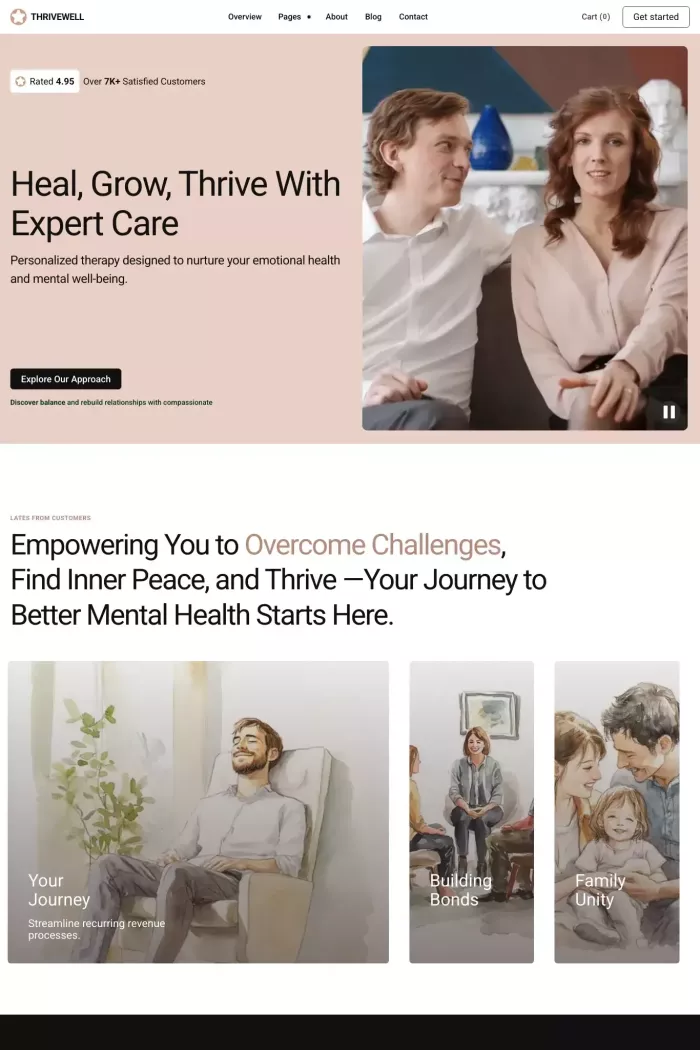 THRIVEWELL
Overview Pages About Blog Contact
Cart (0) Get started
Rated 4.95 Over 7K+ Satisfied Customers
Heal, Grow, Thrive With
Expert Care
Personalized therapy designed to nurture your emotional health
and mental well-being.
Explore Our Approach
Discover balance and rebuild relationships with compassionate
LATES FROM CUSTOMERS
Empowering You to Overcome Challenges,
Find Inner Peace, and Thrive —Your Journey to
Better Mental Health Starts Here.
Your
Journey
Streamline recurring revenue
processes.
Building
Bonds
Family
Unity